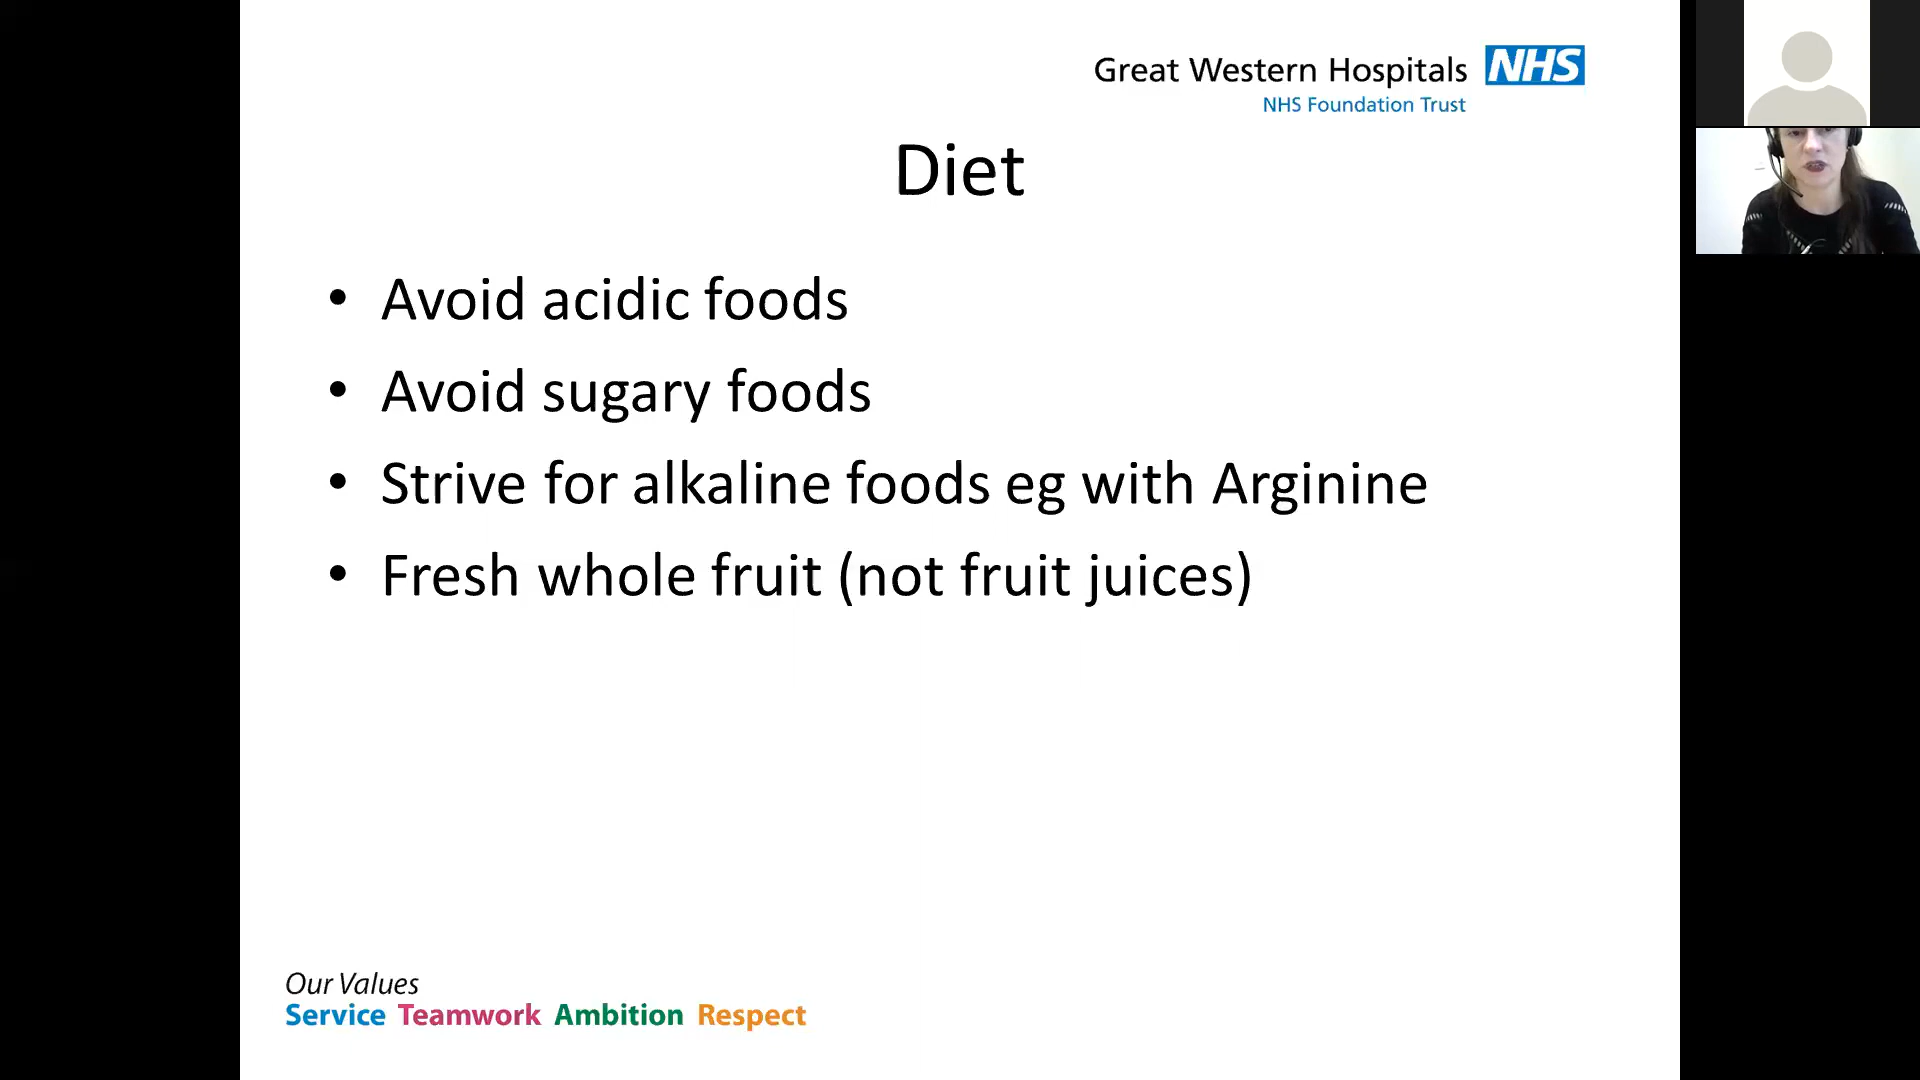 Great Western Hospitals NHS
NHS Foundation Trust
Diet
• Avoid acidic foods
• Avoid sugary foods
• Strive for alkaline foods eg with Arginine
• Fresh whole fruit (not fruit juices)
Our Values
Service Teamwork Ambition Respect